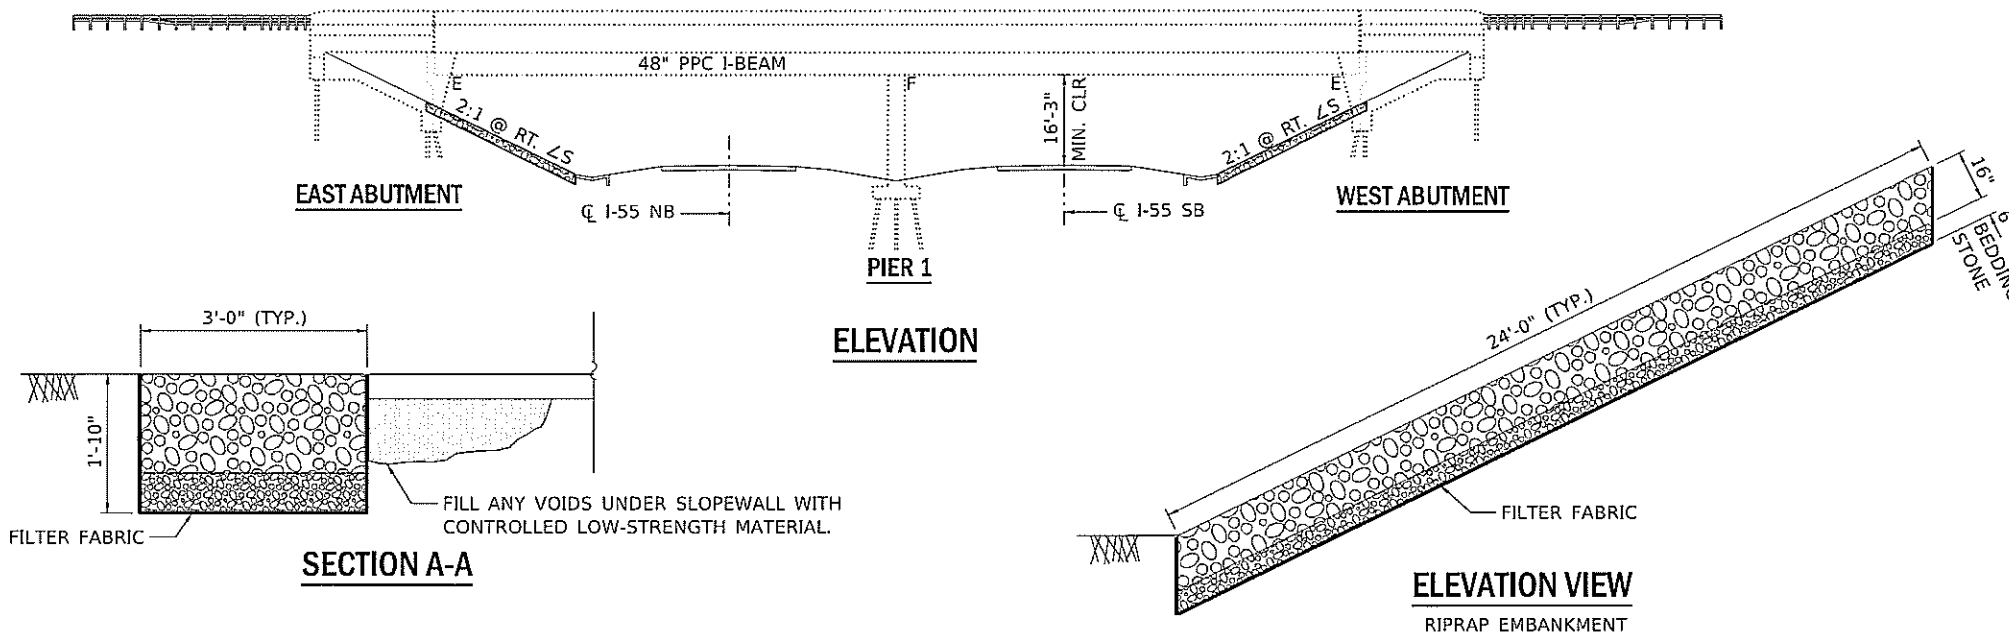 48" PPC I-BEAM
E
F
E
2:1 @ RT. ∠S
16'-3"
MIN. CLR
2:1 @ RT. ∠S
EAST ABUTMENT
WEST ABUTMENT
℄ I-55 NB
℄ I-55 SB
PIER 1
ELEVATION
3'-0" (TYP.)
1'-10"
FILL ANY VOIDS UNDER SLOPEWALL WITH
CONTROLLED LOW-STRENGTH MATERIAL.
FILTER FABRIC
SECTION A-A
24'-0" (TYP.)
16"
6"
BEDDING
STONE
FILTER FABRIC
ELEVATION VIEW
RIPRAP EMBANKMENT